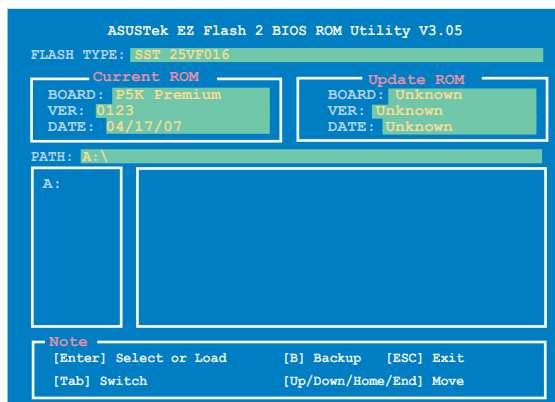 ASUSTek EZ Flash 2 BIOS ROM Utility V3.05
FLASH TYPE: SST 25VF016
Current ROM
BOARD: P5K Premium
VER: 0123
DATE: 04/17/07
Update ROM
BOARD: Unknown
VER: Unknown
DATE: Unknown
PATH: A:\
A:
Note
[Enter] Select or Load [B] Backup [ESC] Exit
[Tab] Switch [Up/Down/Home/End] Move